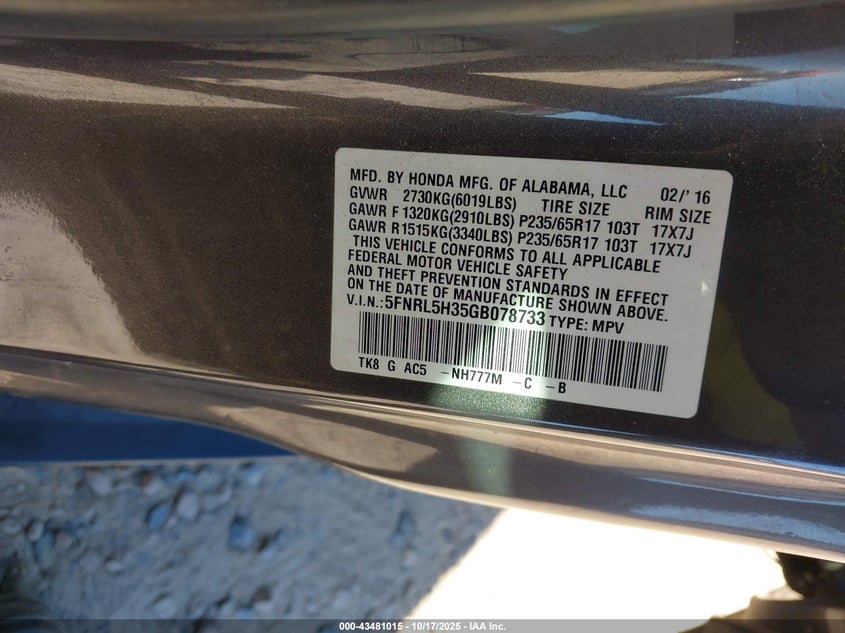 MFD. BY HONDA MFG. OF ALABAMA, LLC 02/' 16
GVWR 2730KG(6019LBS) TIRE SIZE RIM SIZE
GAWR F 1320KG(2910LBS) P235/65R17 103T 17X7J
GAWR R1515KG(3340LBS) P235/65R17 103T 17X7J
THIS VEHICLE CONFORMS TO ALL APPLICABLE
FEDERAL MOTOR VEHICLE SAFETY
AND THEFT PREVENTION STANDARDS IN EFFECT
ON THE DATE OF MANUFACTURE SHOWN ABOVE.
V.I.N.:5FNRL5H35GB078733 TYPE: MPV
TK8 G AC5 -NH777M -C -B
000-43481015 - 10/17/2025 - IAA Inc.